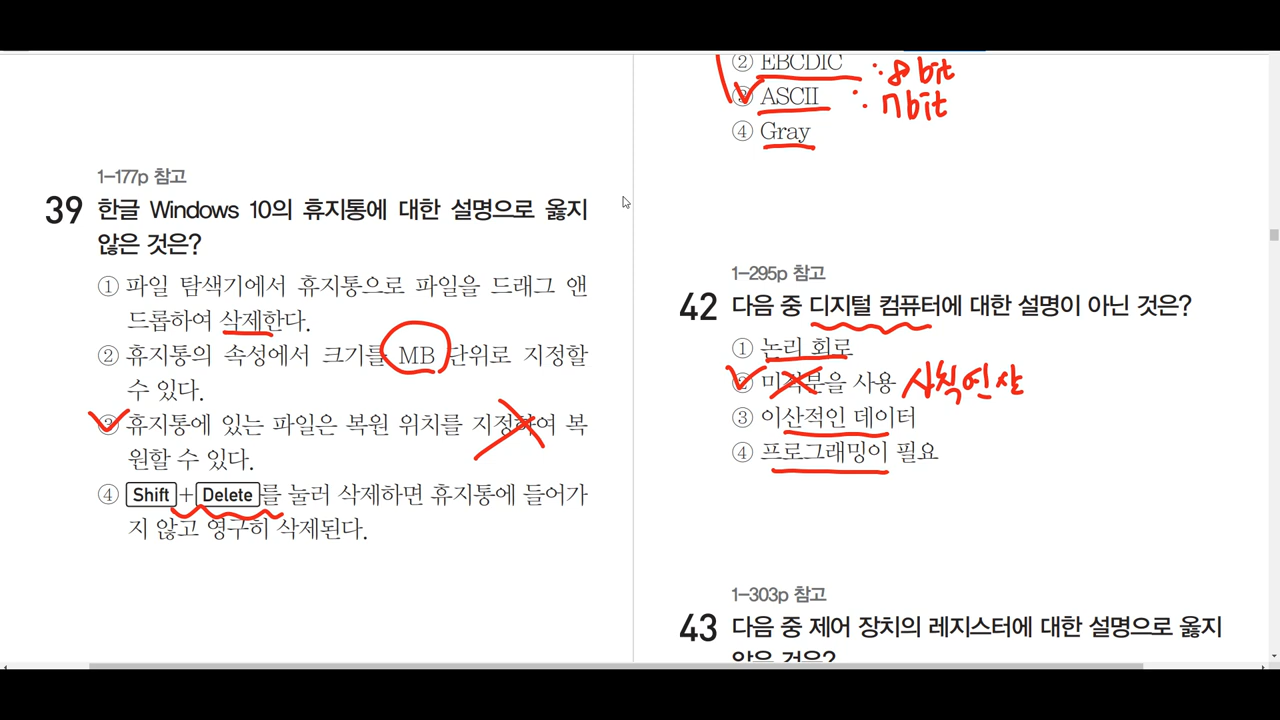 1-177p 참고
39 한글 Windows 10의 휴지통에 대한 설명으로 옳지
않은 것은?
① 파일 탐색기에서 휴지통으로 파일을 드래그 앤
드롭하여 삭제한다.
② 휴지통의 속성에서 크기를 MB 단위로 지정할
수 있다.
③ 휴지통에 있는 파일은 복원 위치를 지정하여 복
원할 수 있다.
④ Shift+Delete를 눌러 삭제하면 휴지통에 들어가
지 않고 영구히 삭제된다.
② EBCDIC : 8 bit
③ ASCII : 7 bit
④ Gray
1-295p 참고
42 다음 중 디지털 컴퓨터에 대한 설명이 아닌 것은?
① 논리 회로
② 미적분을 사용 사칙연산
③ 이산적인 데이터
④ 프로그래밍이 필요
1-303p 참고
43 다음 중 제어 장치의 레지스터에 대한 설명으로 옳지
않은 것은?